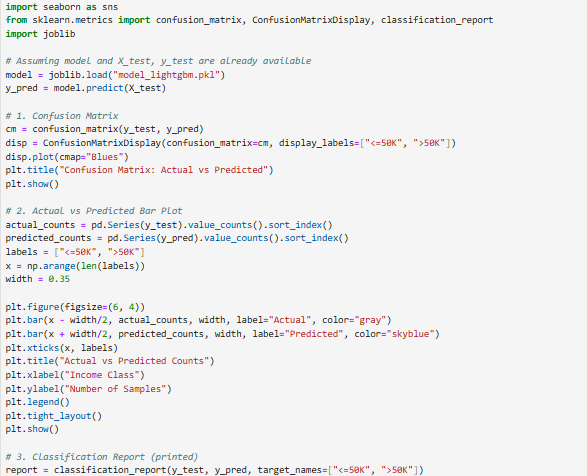 import seaborn as sns
from sklearn.metrics import confusion_matrix, ConfusionMatrixDisplay, classification_report
import joblib
# Assuming model and X_test, y_test are already available
model = joblib.load("model_lightgbm.pkl")
y_pred = model.predict(X_test)
# 1. Confusion Matrix
cm = confusion_matrix(y_test, y_pred)
disp = ConfusionMatrixDisplay(confusion_matrix=cm, display_labels=["<=50K", ">50K"])
disp.plot(cmap="Blues")
plt.title("Confusion Matrix: Actual vs Predicted")
plt.show()
# 2. Actual vs Predicted Bar Plot
actual_counts = pd.Series(y_test).value_counts().sort_index()
predicted_counts = pd.Series(y_pred).value_counts().sort_index()
labels = ["<=50K", ">50K"]
x = np.arange(len(labels))
width = 0.35
plt.figure(figsize=(6, 4))
plt.bar(x - width/2, actual_counts, width, label="Actual", color="gray")
plt.bar(x + width/2, predicted_counts, width, label="Predicted", color="skyblue")
plt.xticks(x, labels)
plt.title("Actual vs Predicted Counts")
plt.xlabel("Income Class")
plt.ylabel("Number of Samples")
plt.legend()
plt.tight_layout()
plt.show()
# 3. Classification Report (printed)
report = classification_report(y_test, y_pred, target_names=["<=50K", ">50K"])